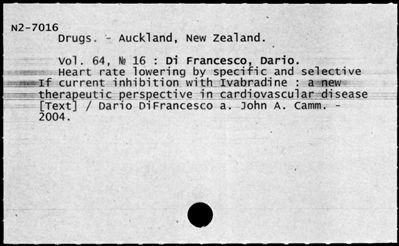 N2-7016
Drugs. - Auckland, New Zealand.
Vol. 64, № 16 : Di Francesco, Dario.
Heart rate lowering by specific and selective
If current inhibition with Ivabradine : a new
therapeutic perspective in cardiovascular disease
[Text] / Dario DiFrancesco a. John A. Camm. -
2004.